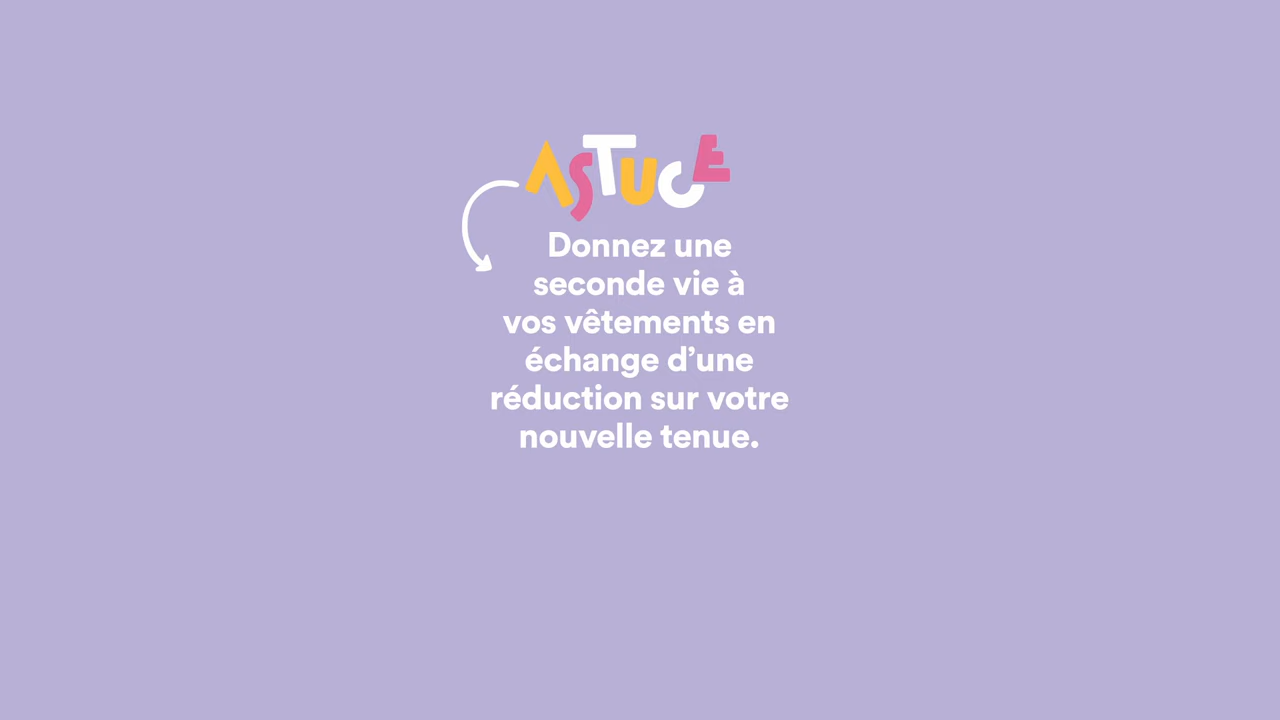 ASTUCE
Donnez une
seconde vie à
vos vêtements en
échange d’une
réduction sur votre
nouvelle tenue.